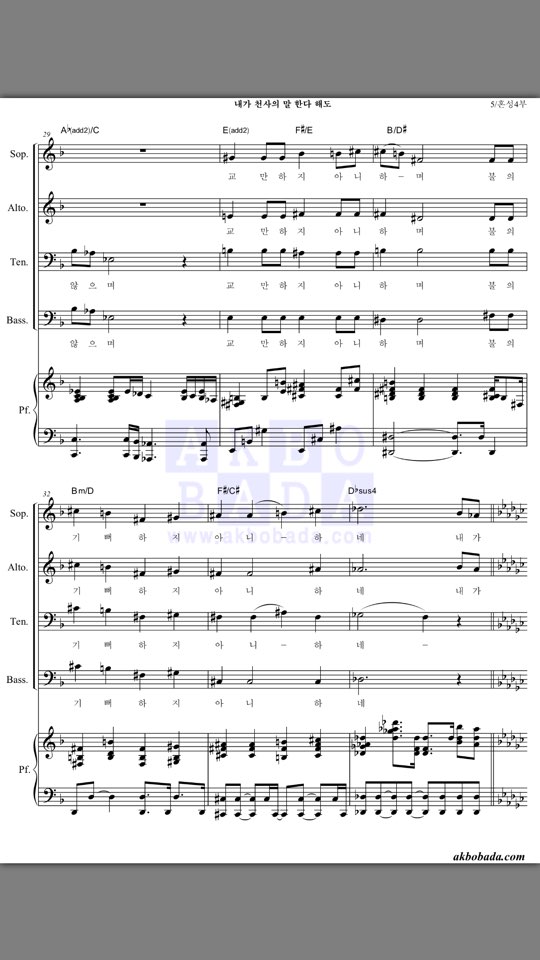 내가 천사의 말 한다 해도
5/혼성4부
29 A♭(add2)/C E(add2) F♯/E B/D♯
Sop.
교 만 하 지 아 니 하 - 며 불 의
Alto.
교 만 하 지 아 니 하 며 불 의
Ten.
않 으 며 교 만 하 지 아 니 하 며 불 의
Bass.
않 으 며 교 만 하 지 아 니 하 며 불 의
Pf.
AKBO
BADA
www.akbobada.com
32 Bm/D F♯/C♯ D♭sus4
Sop.
기 뻐 하 지 아 니 - 하 네 내 가
Alto.
기 뻐 하 지 아 니 하 네 내 가
Ten.
기 뻐 하 지 아 니 - 하 네 -
Bass.
기 뻐 하 지 아 니 하 네
Pf.
akbobada.com